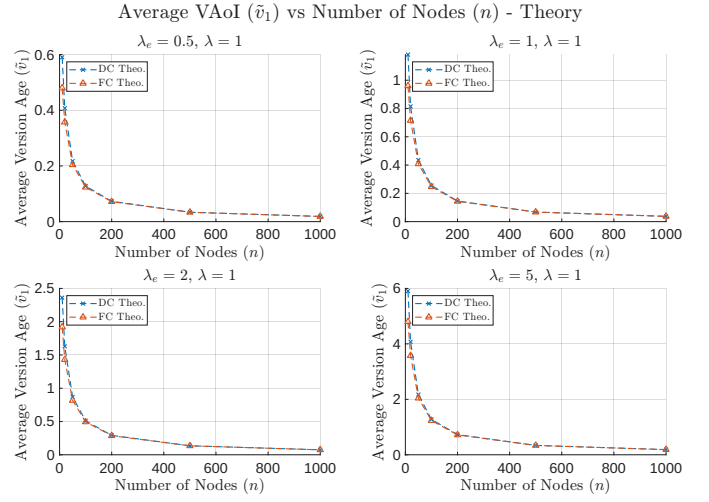 Average VAoI (ṽ₁) vs Number of Nodes (n) - Theory
λₑ = 0.5, λ = 1
Average Version Age (ṽ₁)
0.6
0.4
0.2
0
DC Theo.
FC Theo.
0 200 400 600 800 1000
Number of Nodes (n)
λₑ = 1, λ = 1
Average Version Age (ṽ₁)
1
0.8
0.6
0.4
0.2
0
DC Theo.
FC Theo.
0 200 400 600 800 1000
Number of Nodes (n)
λₑ = 2, λ = 1
Average Version Age (ṽ₁)
2.5
2
1.5
1
0.5
0
DC Theo.
FC Theo.
0 200 400 600 800 1000
Number of Nodes (n)
λₑ = 5, λ = 1
Average Version Age (ṽ₁)
6
4
2
0
DC Theo.
FC Theo.
0 200 400 600 800 1000
Number of Nodes (n)